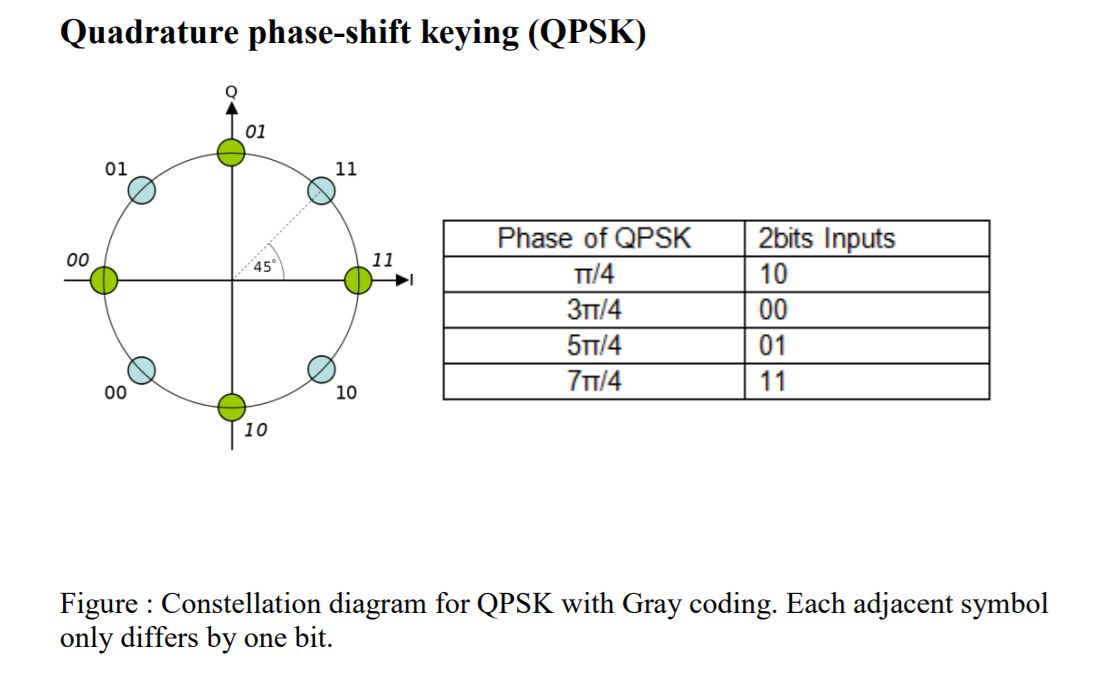 Quadrature phase-shift keying (QPSK)
Q
01
01
11
00
45°
11
I
00
10
10
Phase of QPSK 2bits Inputs
π/4 10
3π/4 00
5π/4 01
7π/4 11
Figure : Constellation diagram for QPSK with Gray coding. Each adjacent symbol
only differs by one bit.